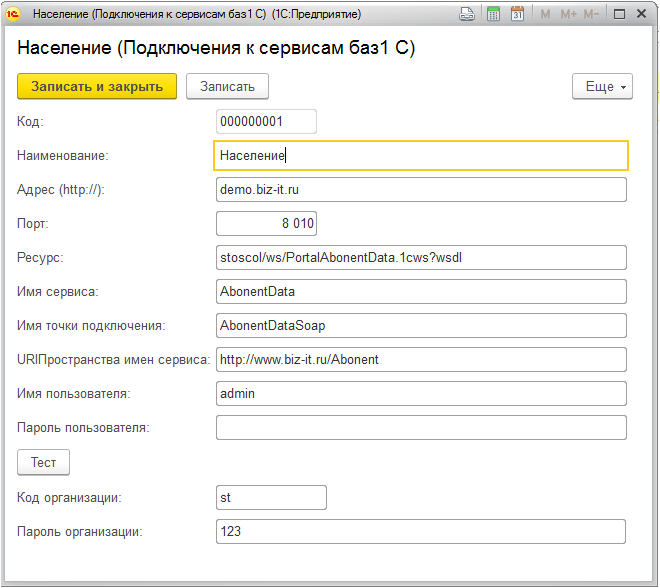 Население (Подключения к сервисам баз1 С) (1С:Предприятие)
M M+ M-
Население (Подключения к сервисам баз1 С)
Записать и закрыть Записать Еще
Код: 000000001
Наименование: Население
Адрес (http://): demo.biz-it.ru
Порт: 8 010
Ресурс: stoscol/ws/PortalAbonentData.1cws?wsdl
Имя сервиса: AbonentData
Имя точки подключения: AbonentDataSoap
URIПространства имен сервиса: http://www.biz-it.ru/Abonent
Имя пользователя: admin
Пароль пользователя:
Тест
Код организации: st
Пароль организации: 123